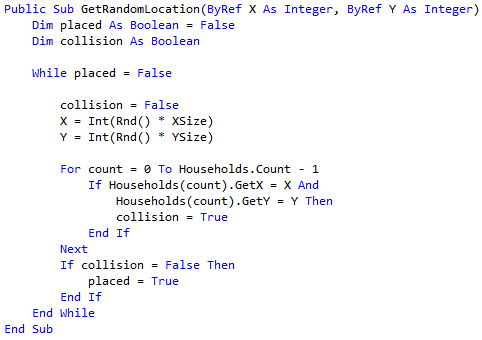 Public Sub GetRandomLocation(ByRef X As Integer, ByRef Y As Integer)
    Dim placed As Boolean = False
    Dim collision As Boolean

    While placed = False

        collision = False
        X = Int(Rnd() * XSize)
        Y = Int(Rnd() * YSize)

        For count = 0 To Households.Count - 1
            If Households(count).GetX = X And
                Households(count).GetY = Y Then
                collision = True
            End If
        Next
        If collision = False Then
            placed = True
        End If
    End While
End Sub